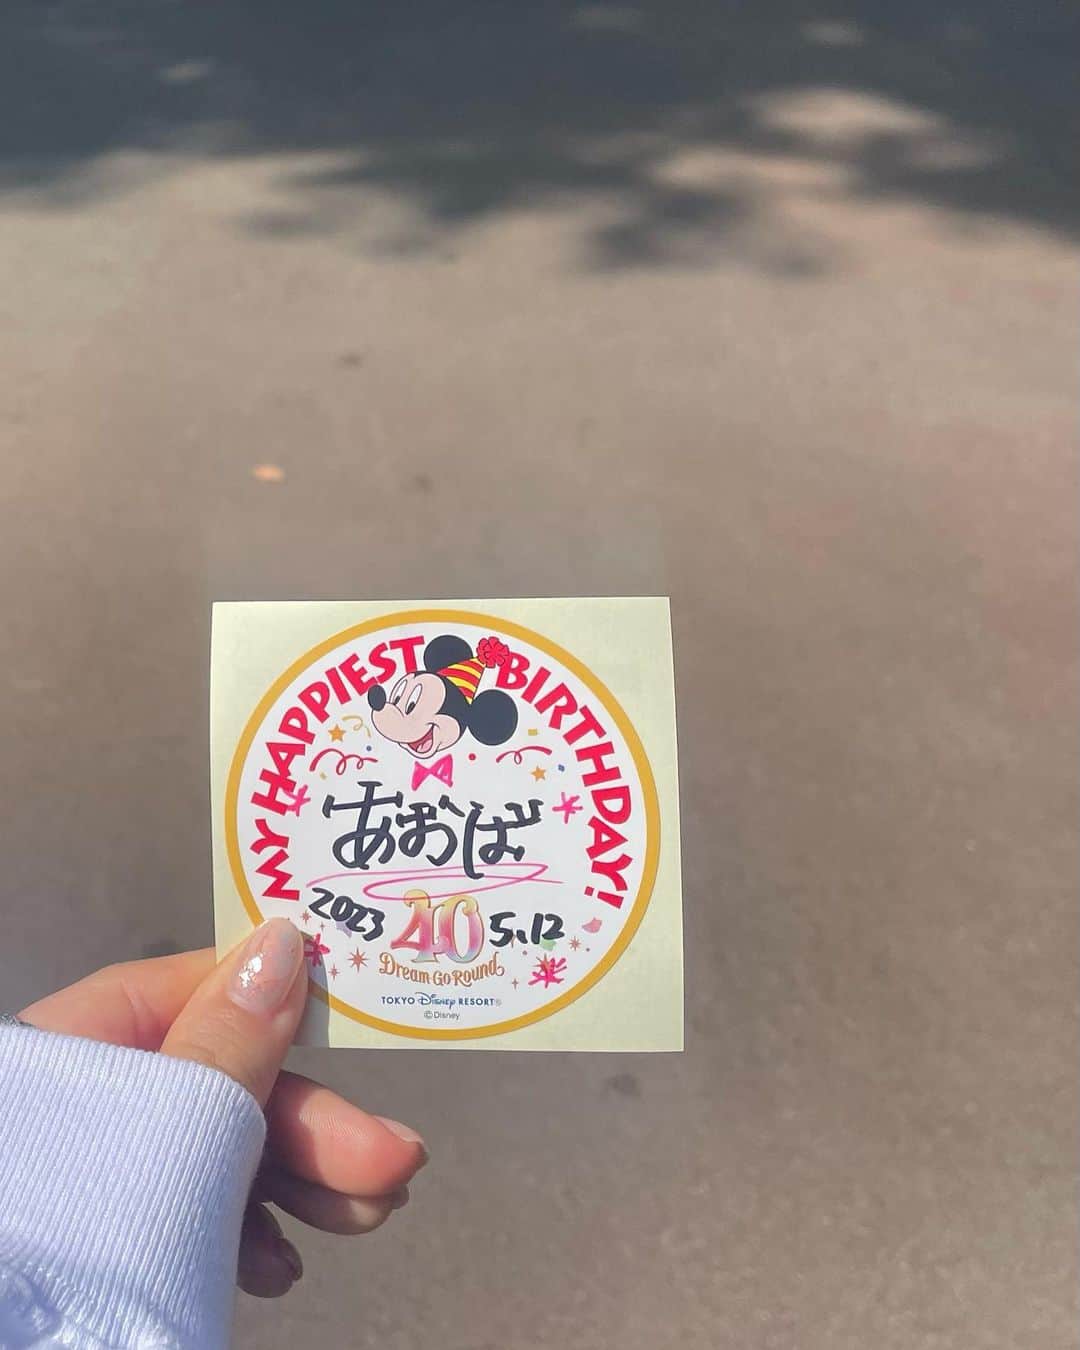 MY HAPPIEST BIRTHDAY!
あおば
2023 5.12
40
Dream Go Round
TOKYO Disney RESORT®
©Disney